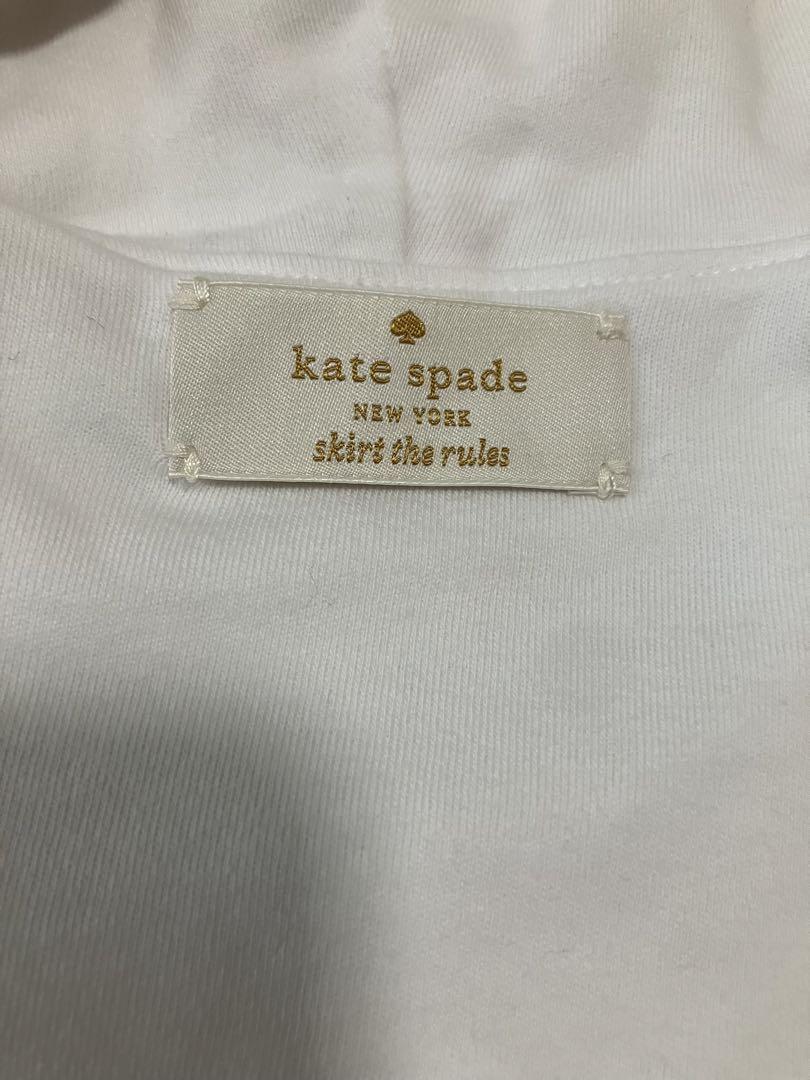 kate spade
NEW YORK
skirt the rules